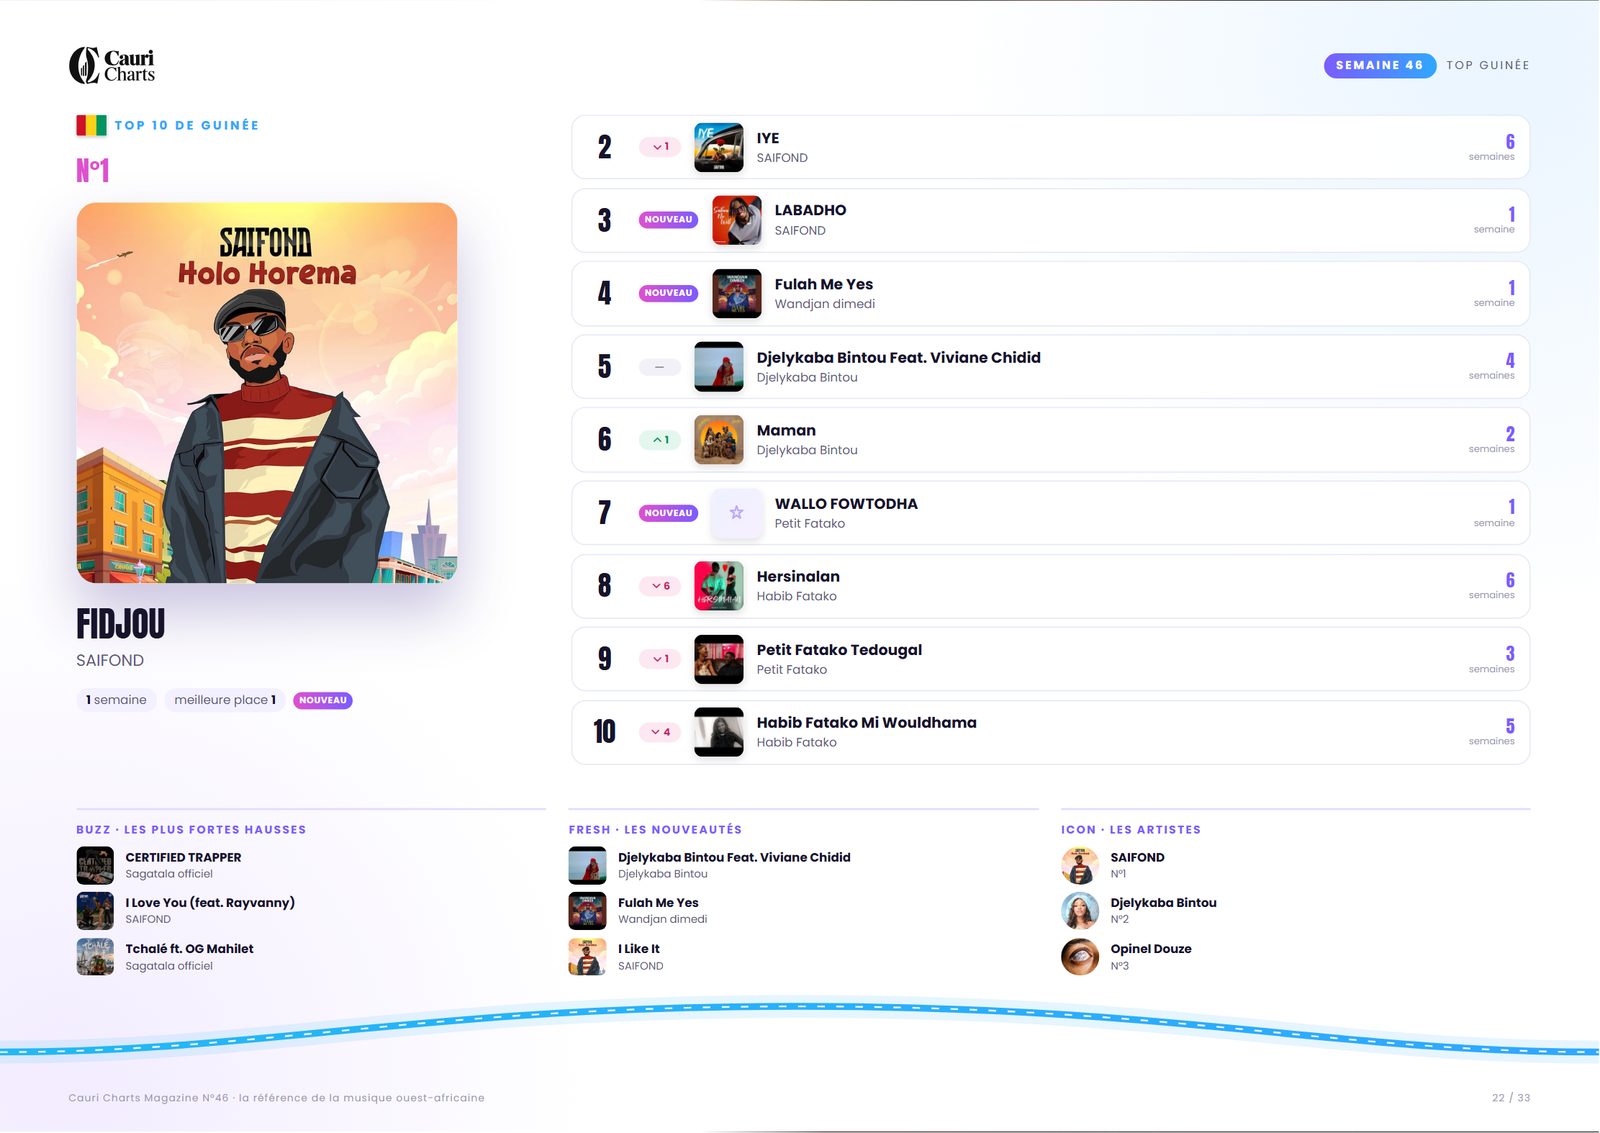 Cauri
Charts
SEMAINE 46 TOP GUINÉE
TOP 10 DE GUINÉE
Nº1
SAIFOND
Holo Horema
FIDJOU
SAIFOND
1 semaine meilleure place 1 NOUVEAU
2 1 IYE 6
SAIFOND semaines
3 NOUVEAU LABADHO 1
SAIFOND semaine
4 NOUVEAU Fulah Me Yes 1
Wandjan dimedi semaine
5 – Djelykaba Bintou Feat. Viviane Chidid 4
Djelykaba Bintou semaines
6 1 Maman 2
Djelykaba Bintou semaines
7 NOUVEAU WALLO FOWTODHA 1
Petit Fatako semaine
8 6 Hersinalan 6
Habib Fatako semaines
9 1 Petit Fatako Tedougal 3
Petit Fatako semaines
10 4 Habib Fatako Mi Wouldhama 5
Habib Fatako semaines
BUZZ · LES PLUS FORTES HAUSSES
CERTIFIED TRAPPER
Sagatala officiel
I Love You (feat. Rayvanny)
SAIFOND
Tchalé ft. OG Mahilet
Sagatala officiel
FRESH · LES NOUVEAUTÉS
Djelykaba Bintou Feat. Viviane Chidid
Djelykaba Bintou
Fulah Me Yes
Wandjan dimedi
I Like It
SAIFOND
ICON · LES ARTISTES
SAIFOND
Nº1
Djelykaba Bintou
Nº2
Opinel Douze
Nº3
Cauri Charts Magazine Nº46 · la référence de la musique ouest-africaine
22 / 33